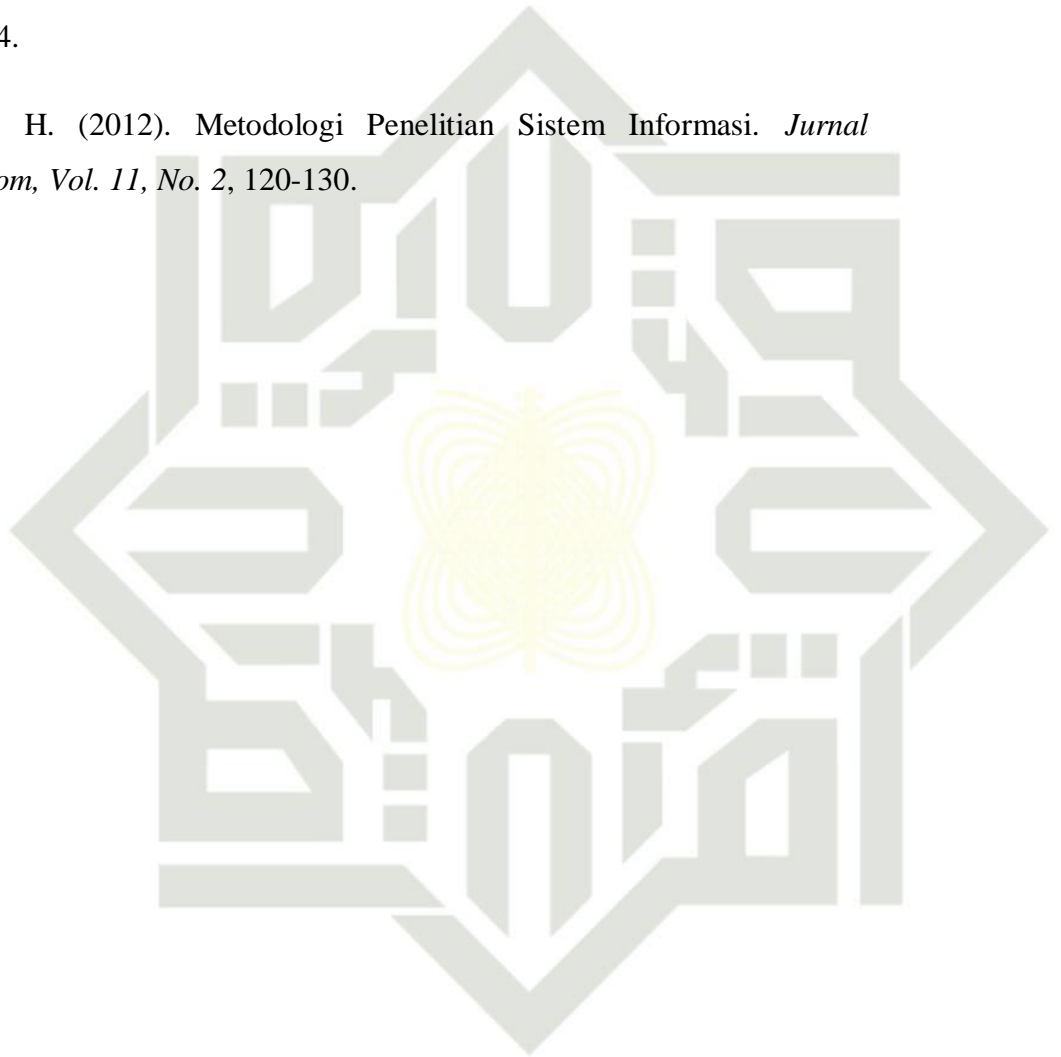 4.
H. (2012). Metodologi Penelitian Sistem Informasi. Jurnal
om, Vol. 11, No. 2, 120-130.